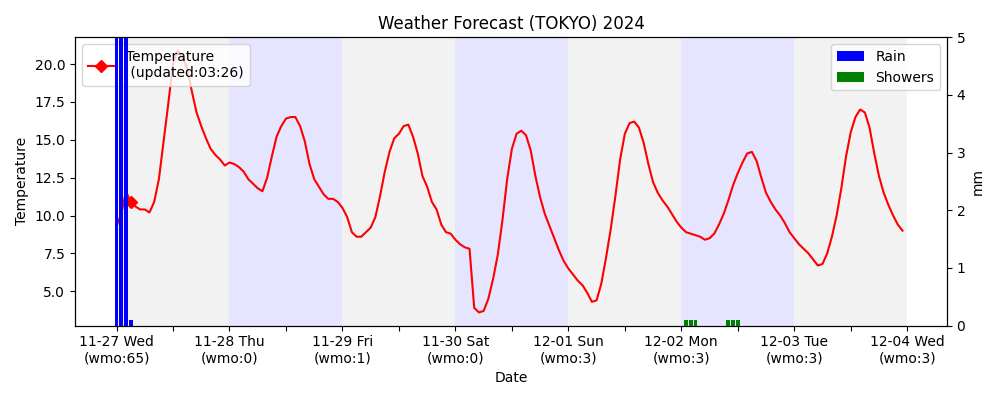 Weather Forecast (TOKYO) 2024
Temperature
(updated:03:26)
Rain
Showers
Temperature
20.0
17.5
15.0
12.5
10.0
7.5
5.0
5
4
3
2
1
0
mm
11-27 Wed
(wmo:65)
11-28 Thu
(wmo:0)
11-29 Fri
(wmo:1)
11-30 Sat
(wmo:0)
12-01 Sun
(wmo:3)
12-02 Mon
(wmo:3)
12-03 Tue
(wmo:3)
12-04 Wed
(wmo:3)
Date